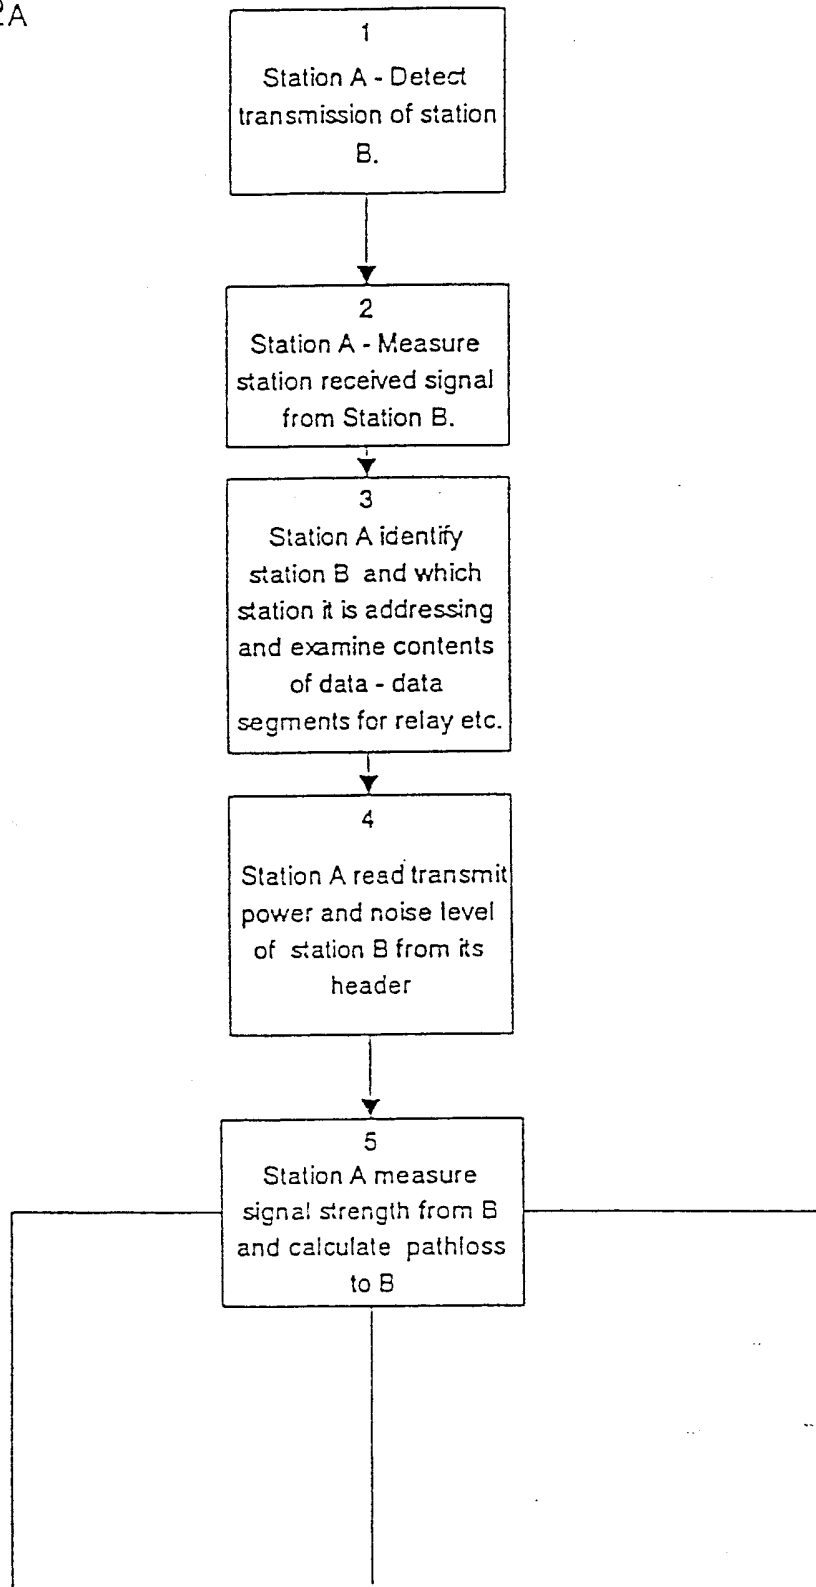 2A
1
Station A - Detect
transmission of station
B.
2
Station A - Measure
station received signal
from Station B.
3
Station A identify
station B and which
station it is addressing
and examine contents
of data - data
segments for relay etc.
4
Station A read transmit
power and noise level
of station B from its
header
5
Station A measure
signal strength from B
and calculate pathloss
to B